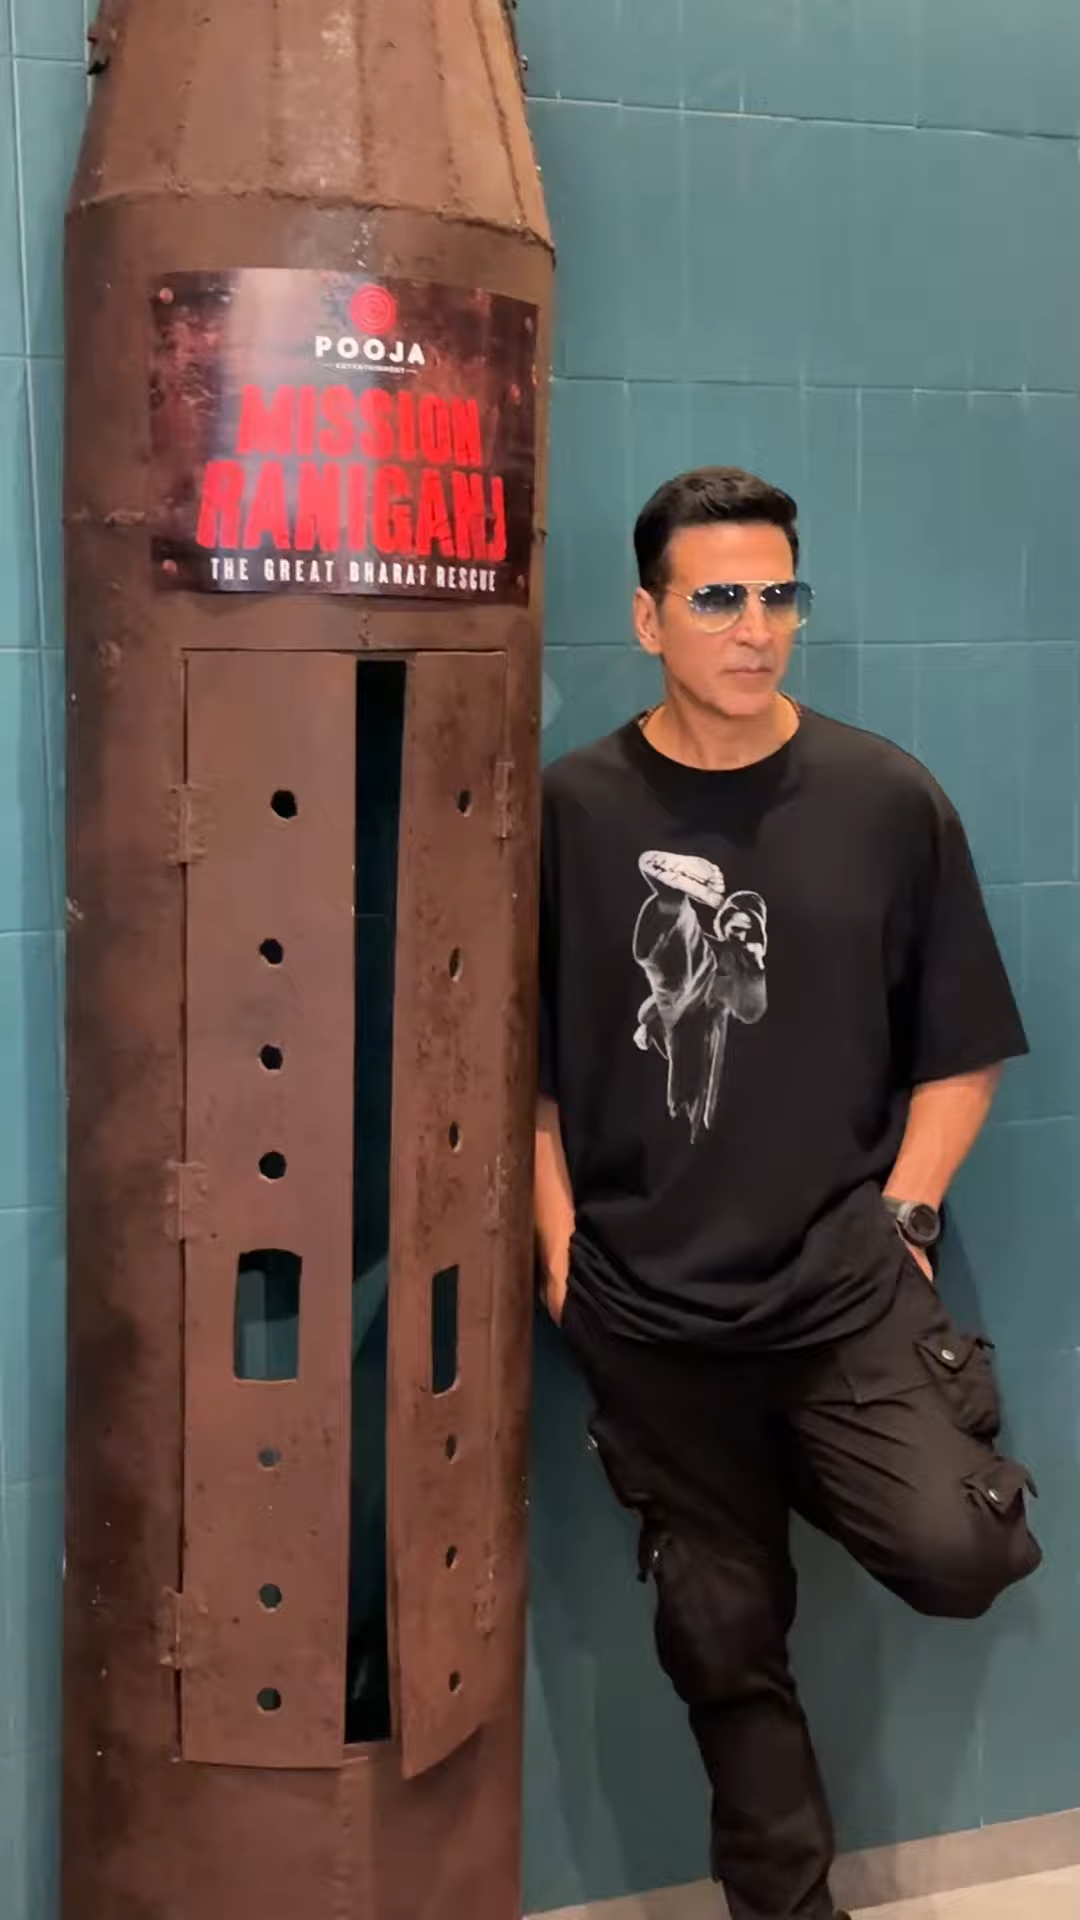 POOJA
ENTERTAINMENT
MISSION
RANIGANJ
THE GREAT BHARAT RESCUE